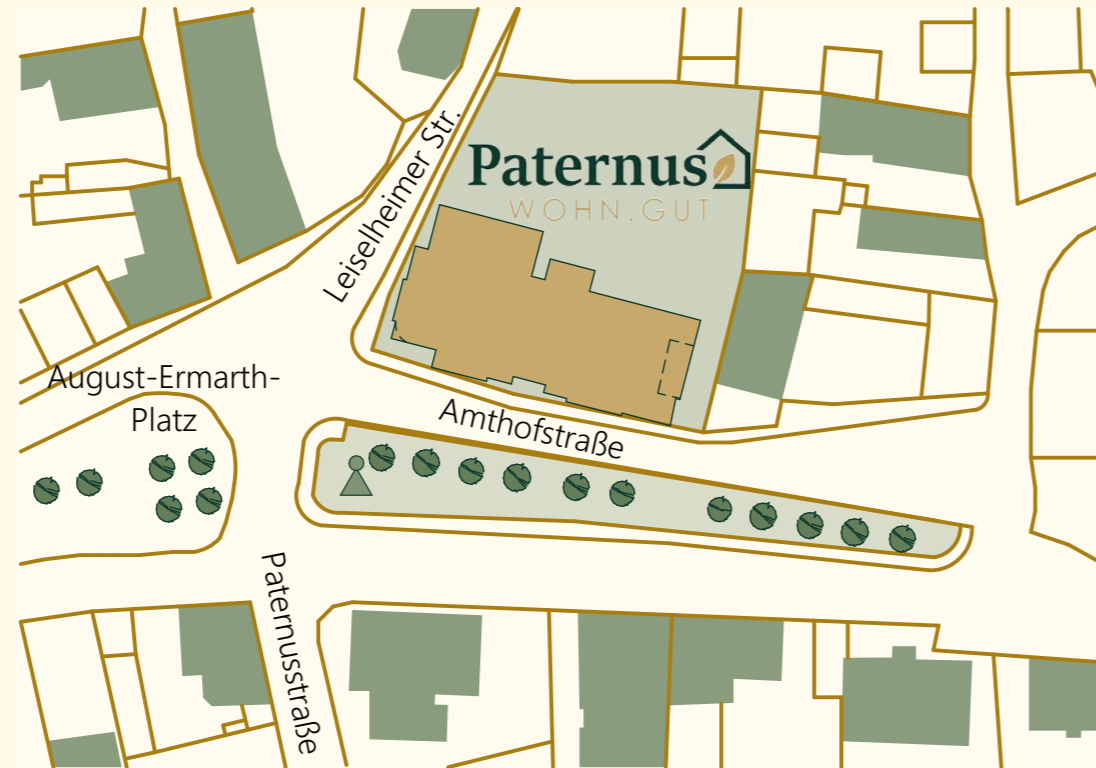 Paternus
WOHN.GUT
Leiselheimer Str.
August-Ermarth-
Platz
Amthofstraße
Paternusstraße